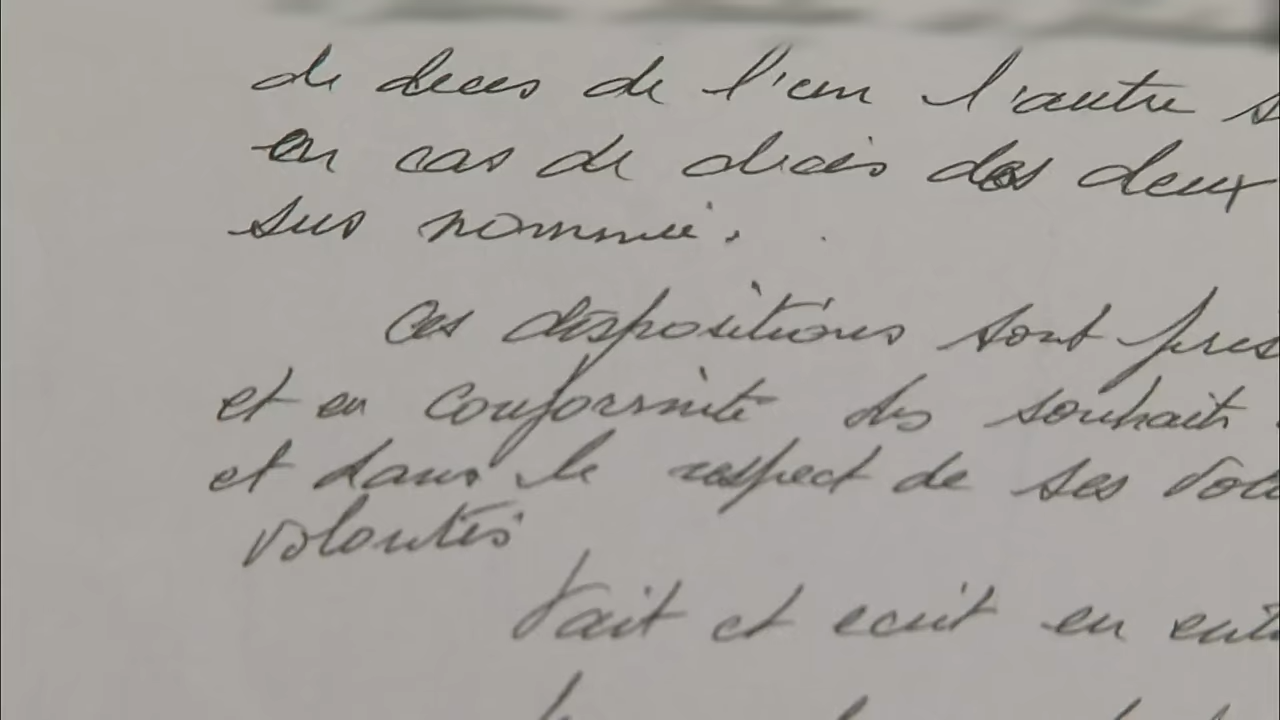 de deces de l'un l'autre
en cas de deces des deux
sus nommé.
Ces dispositions sont
et en conformité des souhaits
et dans le respect de ses
volontés
Fait et ecrit en